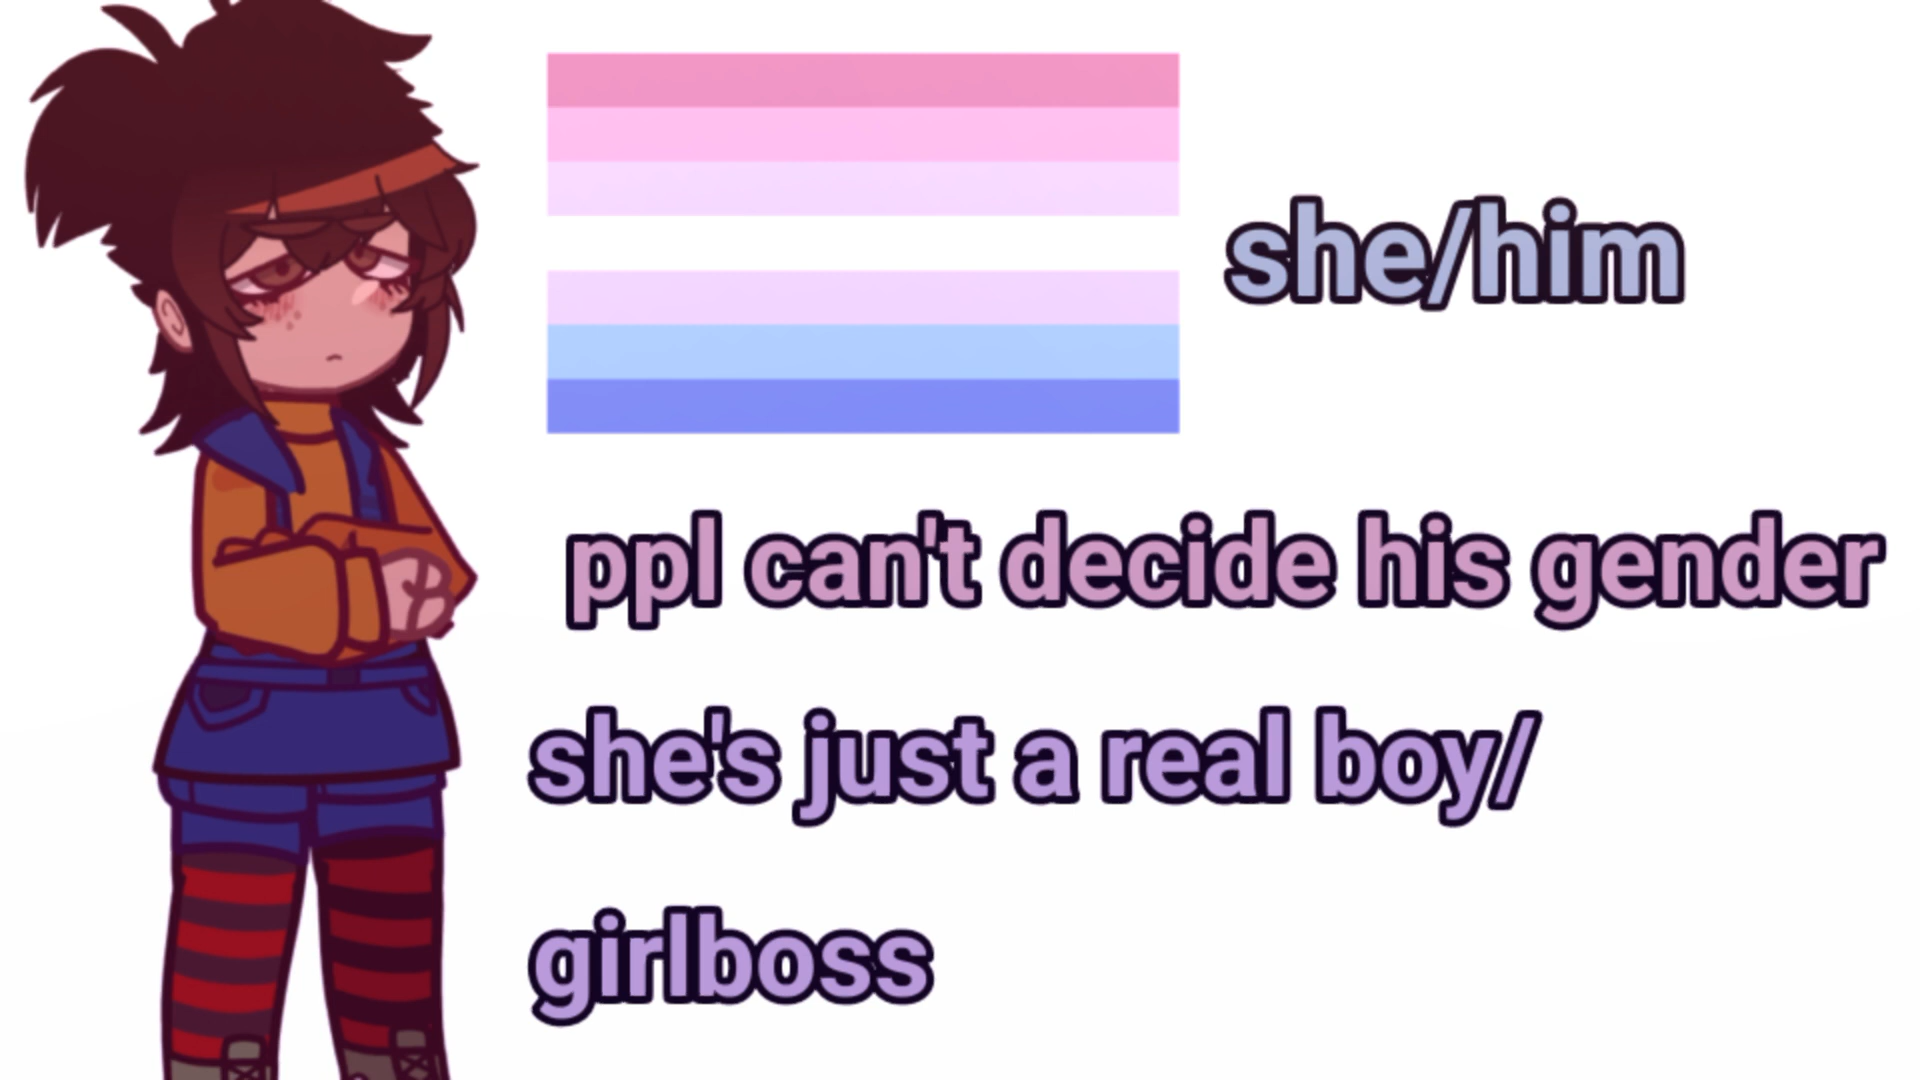 she/him
ppl can't decide his gender
she's just a real boy/
girlboss